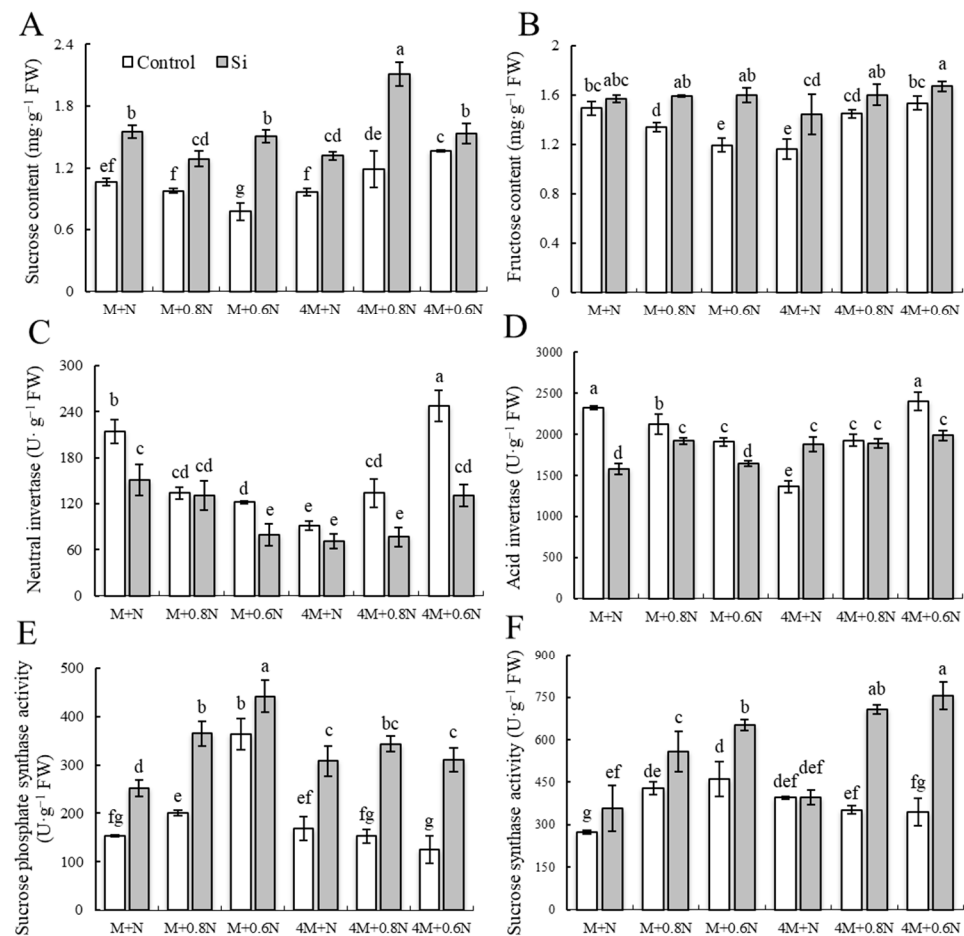 A
B
2.4
1.8
1.2
0.6
0
Sucrose content (mg·g⁻¹ FW)
Control
Si
ef
b
f
cd
g
b
f
cd
de
a
c
b
M+N
M+0.8N
M+0.6N
4M+N
4M+0.8N
4M+0.6N
2
1.6
1.2
0.8
0.4
0
Fructose content (mg·g⁻¹ FW)
bc
abc
d
ab
e
ab
e
cd
cd
ab
bc
a
M+N
M+0.8N
M+0.6N
4M+N
4M+0.8N
4M+0.6N
C
D
300
240
180
120
60
0
Neutral invertase (U· g⁻¹ FW)
b
c
cd
cd
d
e
e
e
cd
e
a
cd
M+N
M+0.8N
M+0.6N
4M+N
4M+0.8N
4M+0.6N
3000
2500
2000
1500
1000
500
0
Acid invertase (U·g⁻¹ FW)
a
d
b
c
c
d
e
c
c
c
a
c
M+N
M+0.8N
M+0.6N
4M+N
4M+0.8N
4M+0.6N
E
F
500
400
300
200
100
0
Sucrose phosphate synthase activity
(U·g⁻¹ FW)
fg
d
e
b
b
a
ef
c
fg
bc
g
c
M+N
M+0.8N
M+0.6N
4M+N
4M+0.8N
4M+0.6N
900
750
600
450
300
150
0
Sucrose synthase activity (U·g⁻¹ FW)
g
ef
de
c
d
b
def
def
ef
ab
fg
a
M+N
M+0.8N
M+0.6N
4M+N
4M+0.8N
4M+0.6N